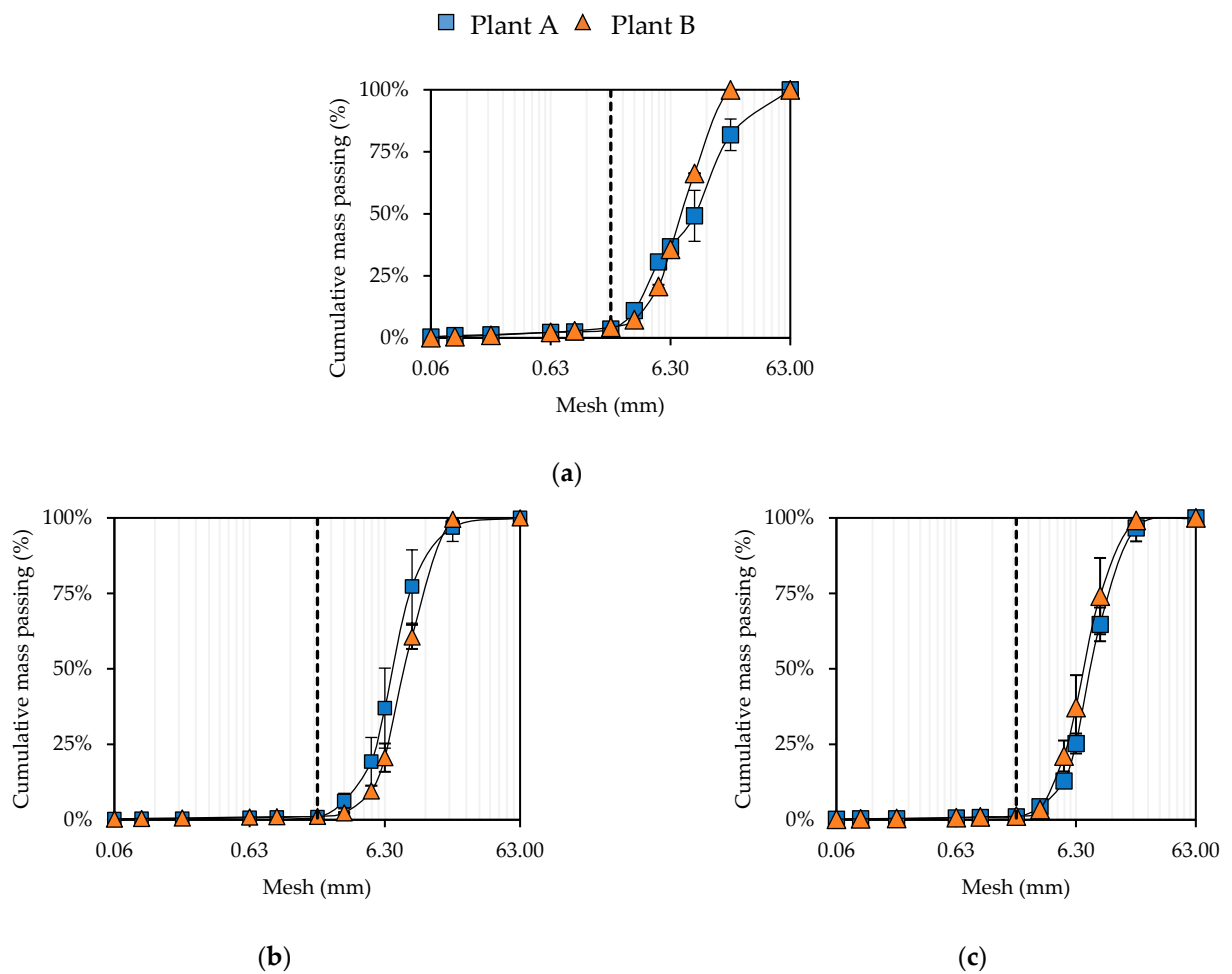 Plant A Plant B
100%
75%
50%
25%
0%
Cumulative mass passing (%)
0.06 0.63 6.30 63.00
Mesh (mm)
(a)
100%
75%
50%
25%
0%
Cumulative mass passing (%)
0.06 0.63 6.30 63.00
Mesh (mm)
(b)
100%
75%
50%
25%
0%
Cumulative mass passing (%)
0.06 0.63 6.30 63.00
Mesh (mm)
(c)